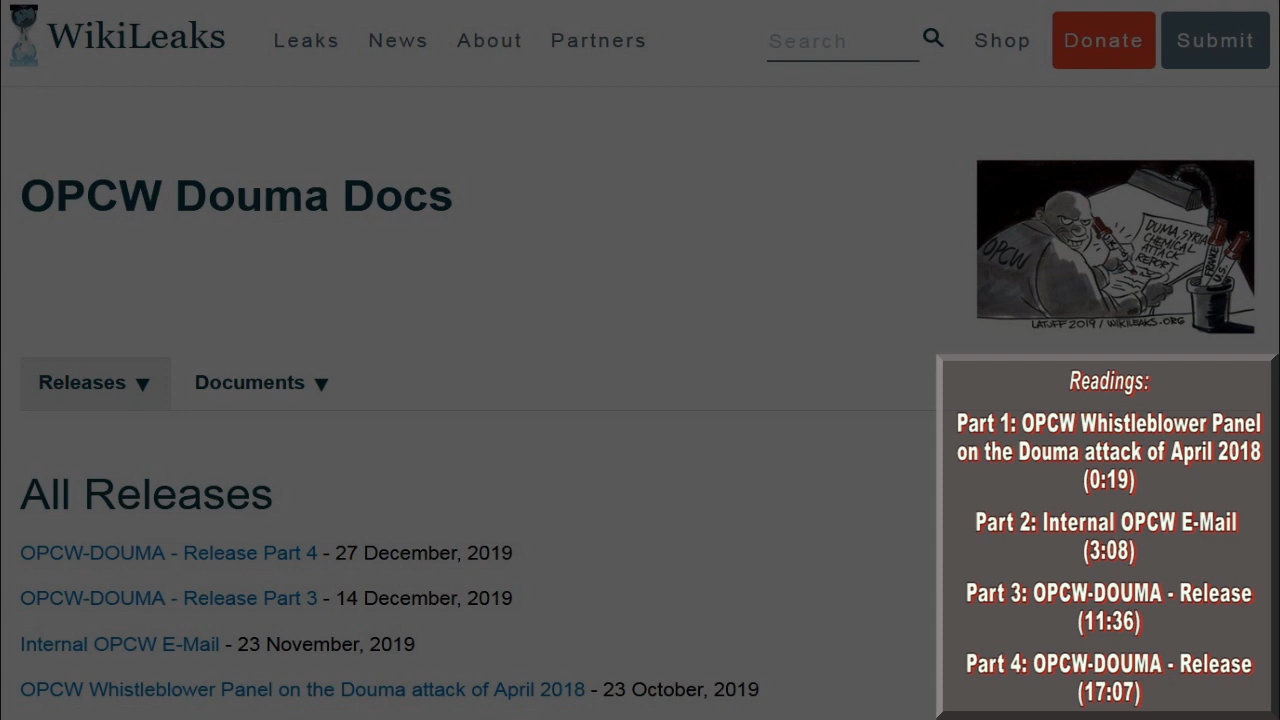 WikiLeaks
Leaks News About Partners
Search
Shop
Donate
Submit
OPCW Douma Docs
OPCW
DUMA, SYRIA
CHEMICAL
ATTACK
REPORT
FRANCE
U.S.
LATUFF 2019 / WIKILEAKS.ORG
Releases ▼ Documents ▼
All Releases
OPCW-DOUMA - Release Part 4 - 27 December, 2019
OPCW-DOUMA - Release Part 3 - 14 December, 2019
Internal OPCW E-Mail - 23 November, 2019
OPCW Whistleblower Panel on the Douma attack of April 2018 - 23 October, 2019
Readings:
Part 1: OPCW Whistleblower Panel
on the Douma attack of April 2018
(0:19)
Part 2: Internal OPCW E-Mail
(3:08)
Part 3: OPCW-DOUMA - Release
(11:36)
Part 4: OPCW-DOUMA - Release
(17:07)